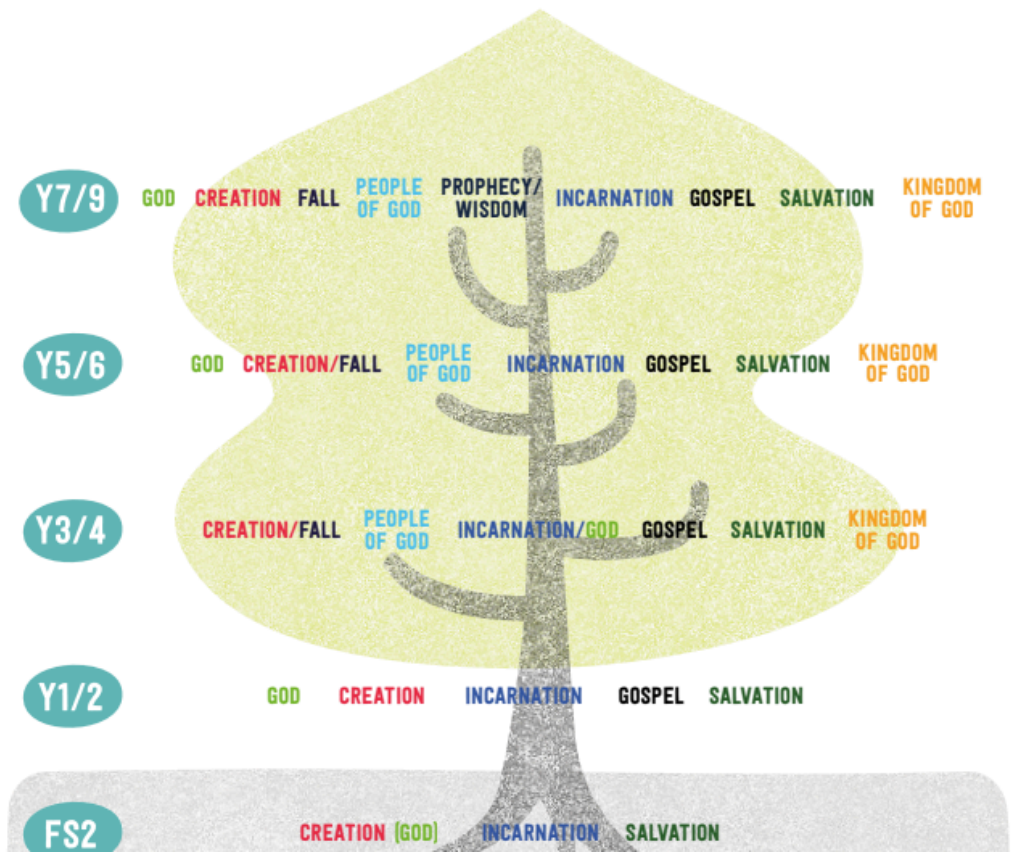 Y7/9 GOD CREATION FALL PEOPLE OF GOD PROPHECY/ WISDOM INCARNATION GOSPEL SALVATION KINGDOM OF GOD
Y5/6 GOD CREATION/FALL PEOPLE OF GOD INCARNATION GOSPEL SALVATION KINGDOM OF GOD
Y3/4 CREATION/FALL PEOPLE OF GOD INCARNATION/GOD GOSPEL SALVATION KINGDOM OF GOD
Y1/2 GOD CREATION INCARNATION GOSPEL SALVATION
FS2 CREATION (GOD) INCARNATION SALVATION